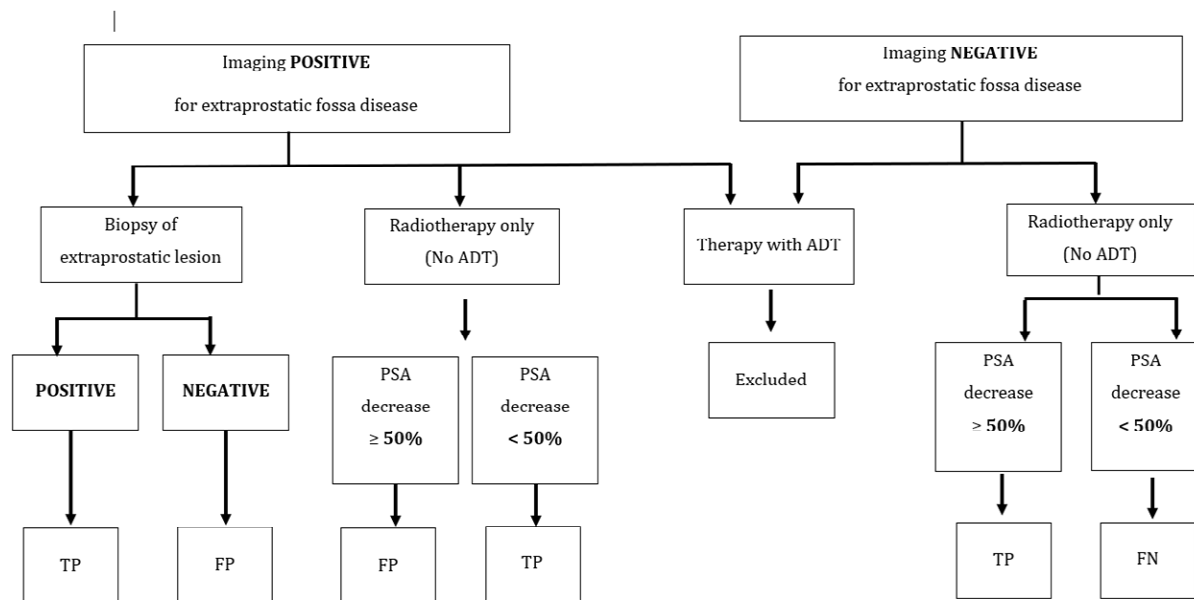 Imaging POSITIVE
for extraprostatic fossa disease
Imaging NEGATIVE
for extraprostatic fossa disease
Biopsy of
extraprostatic lesion
Radiotherapy only
(No ADT)
Therapy with ADT
Radiotherapy only
(No ADT)
POSITIVE
NEGATIVE
PSA
decrease
≥ 50%
PSA
decrease
< 50%
Excluded
PSA
decrease
≥ 50%
PSA
decrease
< 50%
TP
FP
FP
TP
TP
FN